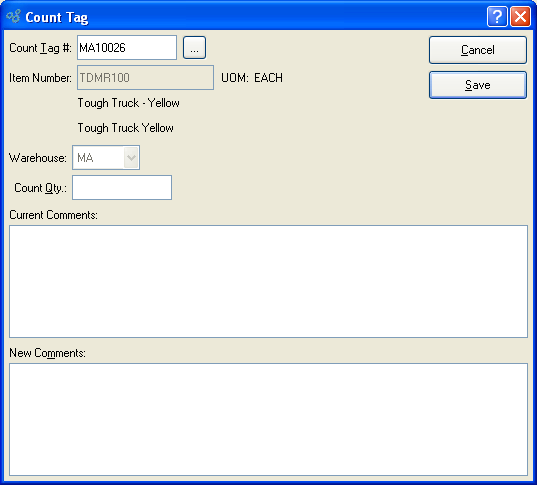 Count Tag
Count Tag #: MA10026 ... Cancel
Item Number: TDMR100 UOM: EACH Save
Tough Truck - Yellow
Tough Truck Yellow
Warehouse: MA
Count Qty.:
Current Comments:
New Comments: